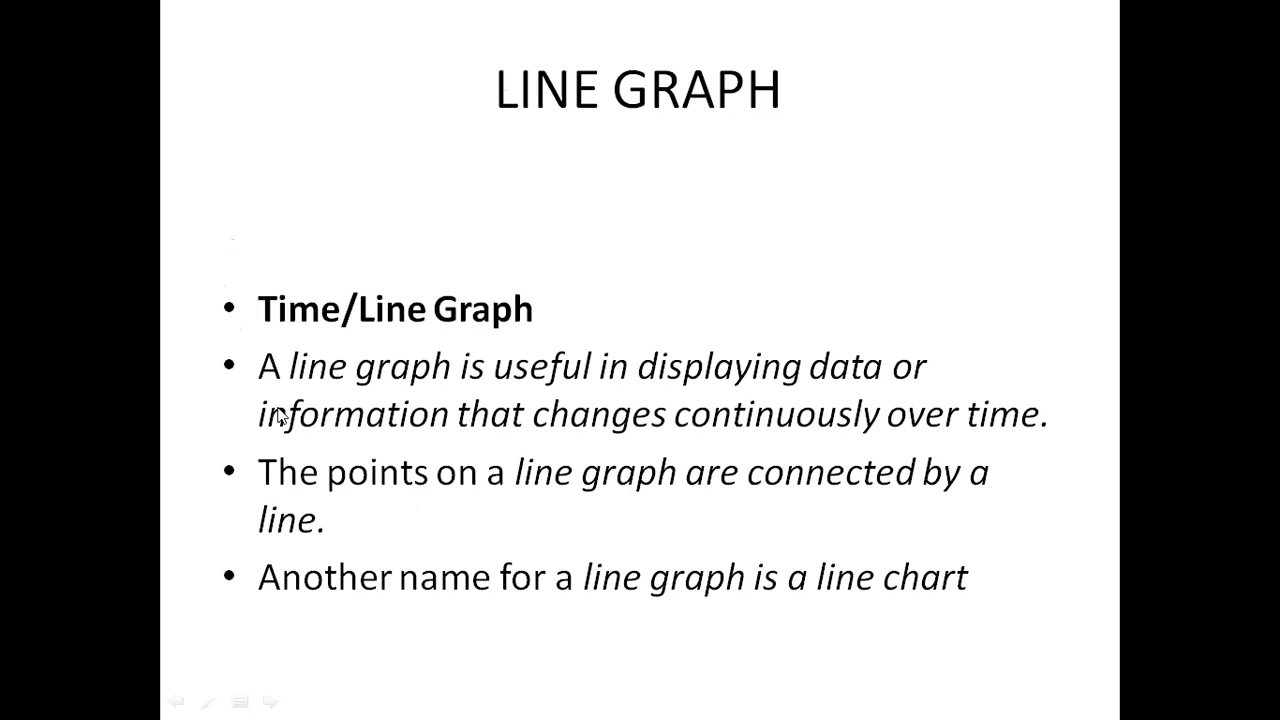 LINE GRAPH
• Time/Line Graph
• A line graph is useful in displaying data or
information that changes continuously over time.
• The points on a line graph are connected by a
line.
• Another name for a line graph is a line chart